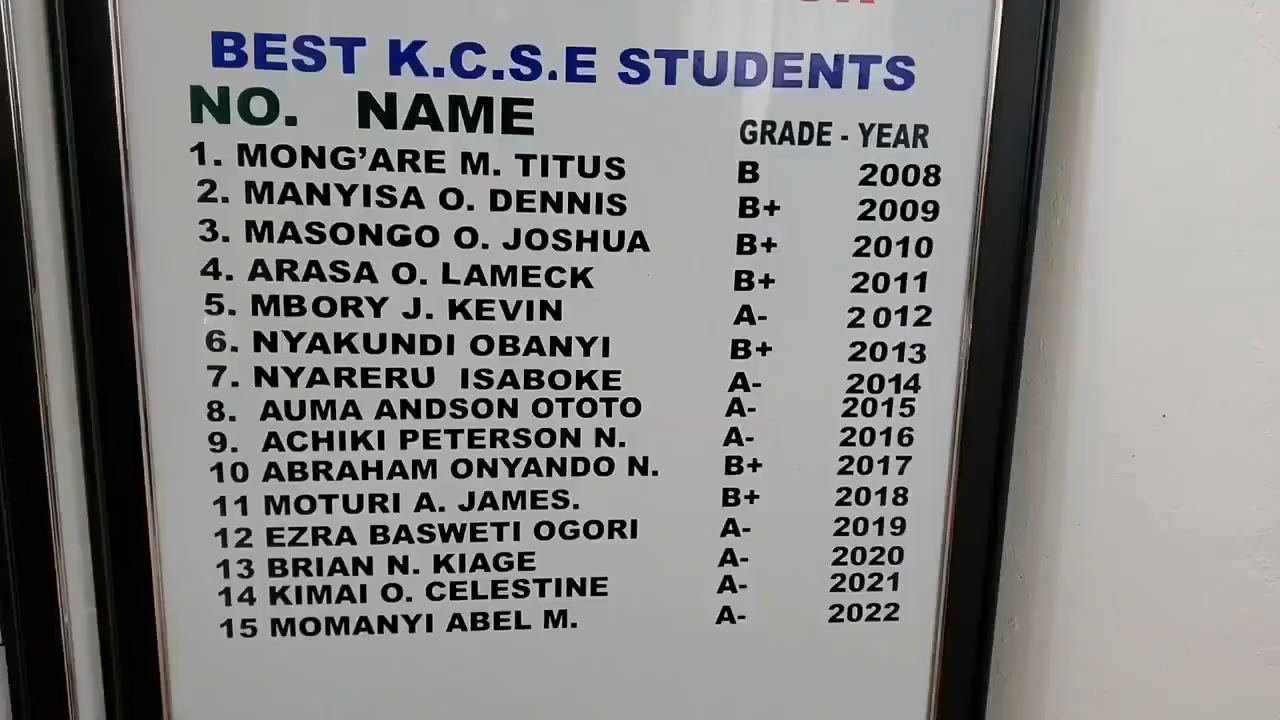 BEST K.C.S.E STUDENTS
NO. NAME GRADE - YEAR
1. MONG'ARE M. TITUS B 2008
2. MANYISA O. DENNIS B+ 2009
3. MASONGO O. JOSHUA B+ 2010
4. ARASA O. LAMECK B+ 2011
5. MBORY J. KEVIN A- 2012
6. NYAKUNDI OBANYI B+ 2013
7. NYARERU ISABOKE A- 2014
8. AUMA ANDSON OTOTO A- 2015
9. ACHIKI PETERSON N. A- 2016
10 ABRAHAM ONYANDO N. B+ 2017
11 MOTURI A. JAMES. B+ 2018
12 EZRA BASWETI OGORI A- 2019
13 BRIAN N. KIAGE A- 2020
14 KIMAI O. CELESTINE A- 2021
15 MOMANYI ABEL M. A- 2022